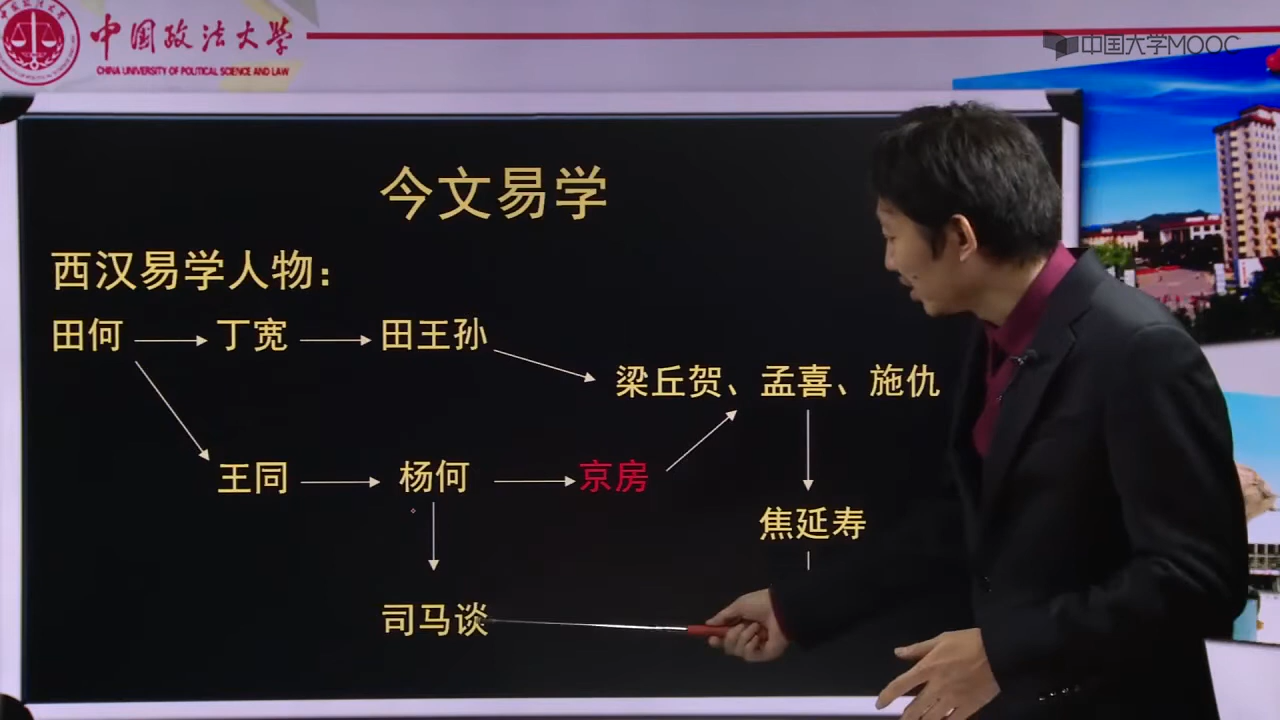 中国政法大学
CHINA UNIVERSITY OF POLITICAL SCIENCE AND LAW
中国大学MOOC
今文易学
西汉易学人物:
田何 丁宽 田王孙
梁丘贺、孟喜、施仇
王同 杨何 京房
焦延寿
司马谈